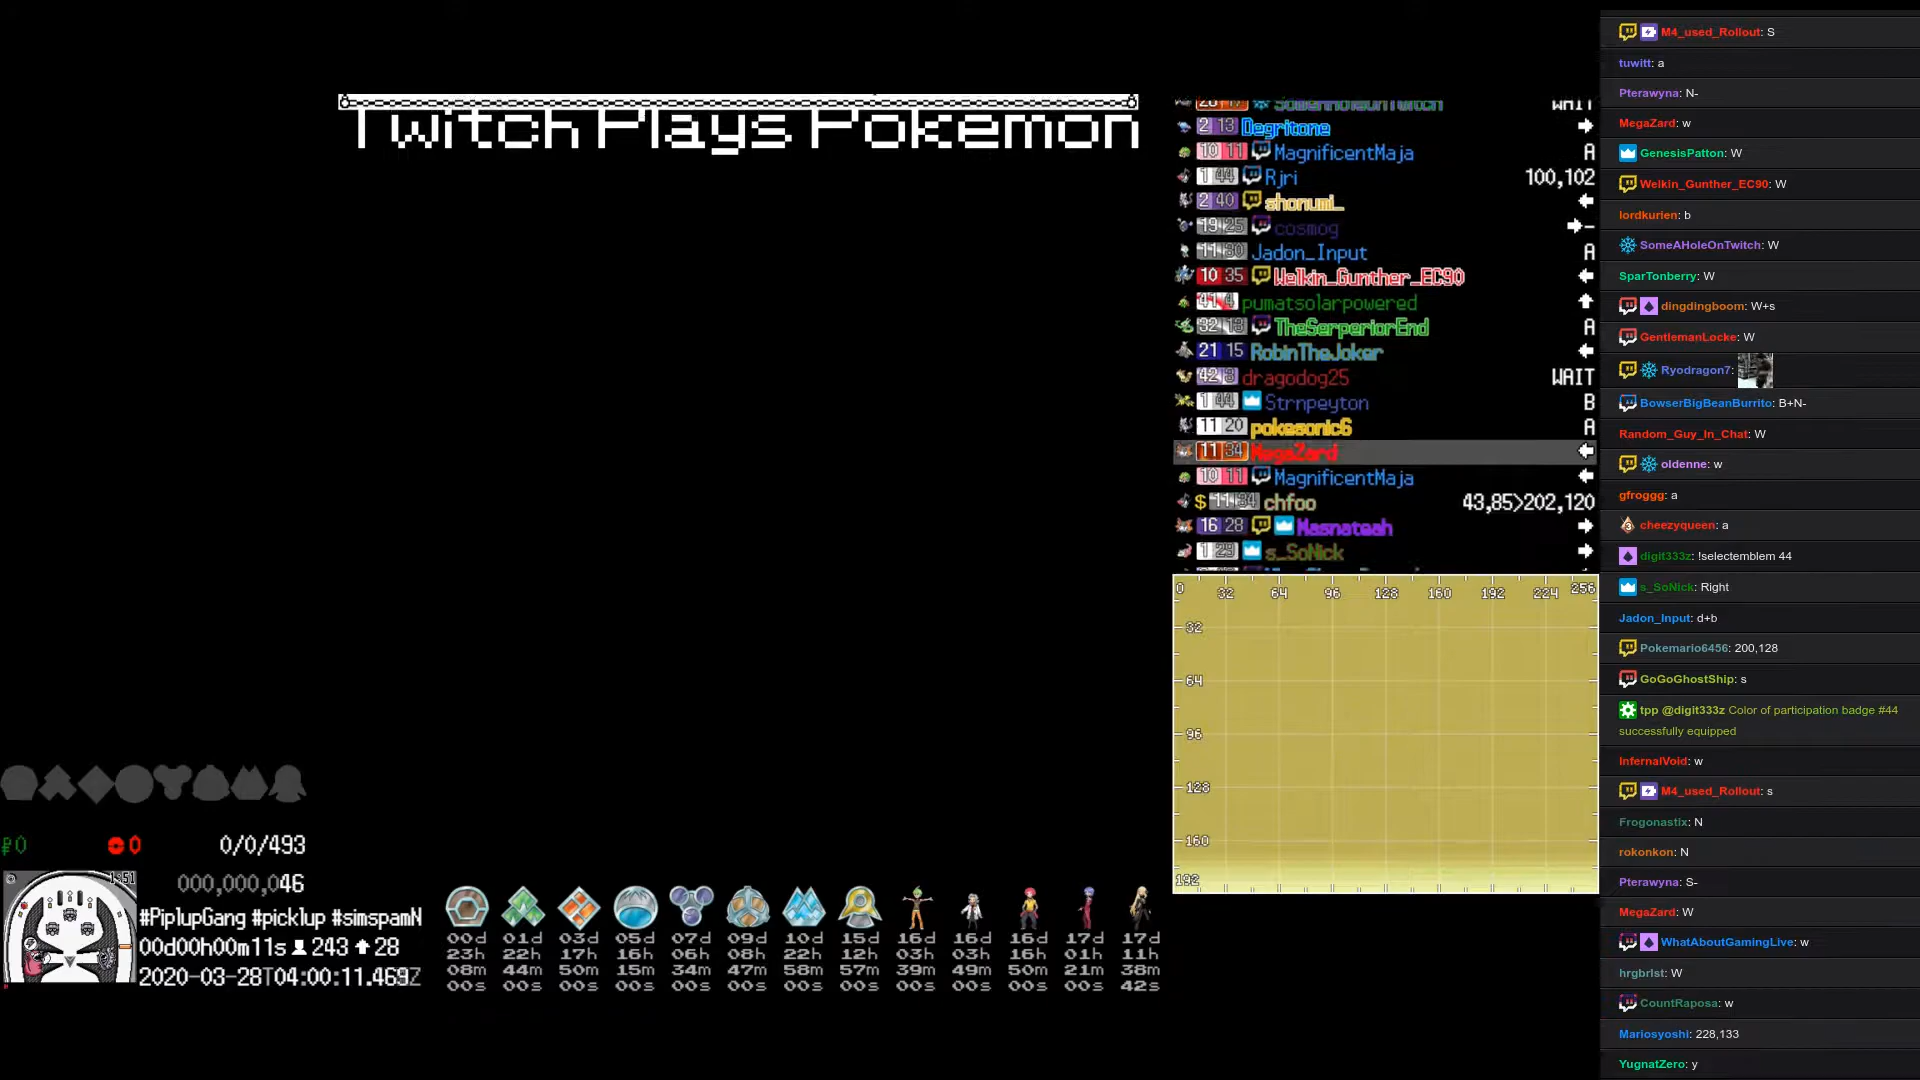 Twitch Plays Pokemon
SomeAHoleOnTwitch WAIT
2 13 Degritone
10 11 MagnificentMaja A
1 44 Rjri 100,102
2 40 shonumi_
19 25 cosmog -
11 30 Jadon_Input A
10 35 Welkin_Gunther_EC90
41 4 pumatsolarpowered
32 13 TheSerperiorEnd A
21 15 RobinTheJoker
42 3 dragodog25 WAIT
1 44 Strnpeyton B
11 20 pokesonic6 A
11 34 MegaZard
10 11 MagnificentMaja
$ 11 34 chfoo 43,85>202,120
16 28 Masnateah
1 29 s_SoNick
0 32 64 96 128 160 192 224 256
32
64
96
128
160
192
₽0 0 0/0/493
000,000,046
1:51
#PiplupGang #picklup #simspamN
00d00h00m11s 243 28
2020-03-28T04:00:11.469Z
00d 01d 03d 05d 07d 09d 10d 15d 16d 16d 16d 17d 17d
23h 22h 17h 16h 06h 08h 22h 12h 03h 03h 16h 01h 11h
08m 44m 50m 15m 34m 47m 58m 57m 39m 49m 50m 21m 38m
00s 00s 00s 00s 00s 00s 00s 00s 00s 00s 00s 00s 42s
M4_used_Rollout: S
tuwitt: a
Pterawyna: N-
MegaZard: w
GenesisPatton: W
Welkin_Gunther_EC90: W
lordkurien: b
SomeAHoleOnTwitch: W
SparTonberry: W
dingdingboom: W+s
GentlemanLocke: W
Ryodragon7:
BowserBigBeanBurrito: B+N-
Random_Guy_In_Chat: W
oldenne: w
gfroggg: a
cheezyqueen: a
digit333z: !selectemblem 44
s_SoNick: Right
Jadon_Input: d+b
Pokemario6456: 200,128
GoGoGhostShip: s
tpp @digit333z Color of participation badge #44
successfully equipped
InfernalVoid: w
M4_used_Rollout: s
Frogonastix: N
rokonkon: N
Pterawyna: S-
MegaZard: W
WhatAboutGamingLive: w
hrgbrlst: W
CountRaposa: w
Mariosyoshi: 228,133
YugnatZero: y